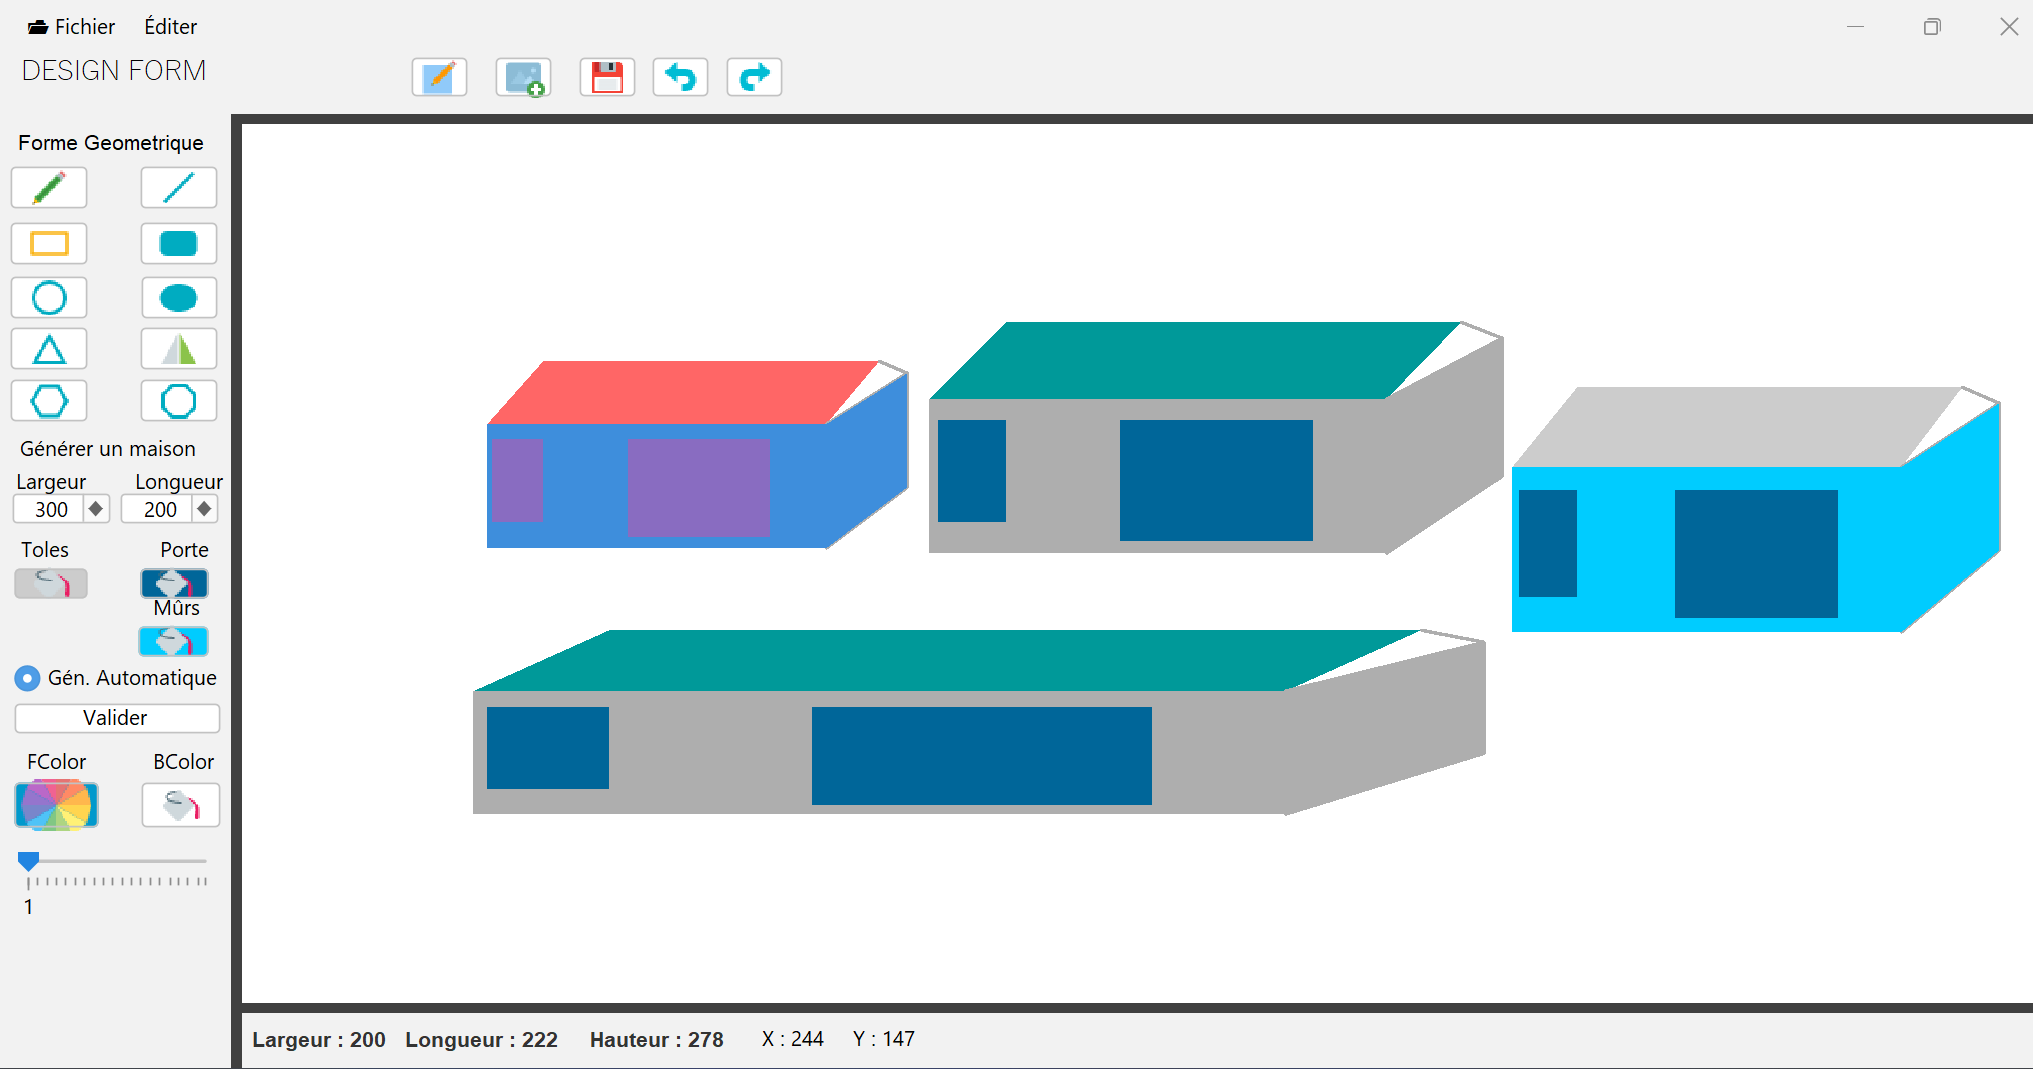 Fichier Éditer
DESIGN FORM
Forme Geometrique
Générer un maison
Largeur Longueur
300 200
Toles Porte
Mûrs
Gén. Automatique
Valider
FColor BColor
1
Largeur : 200 Longueur : 222 Hauteur : 278 X : 244 Y : 147